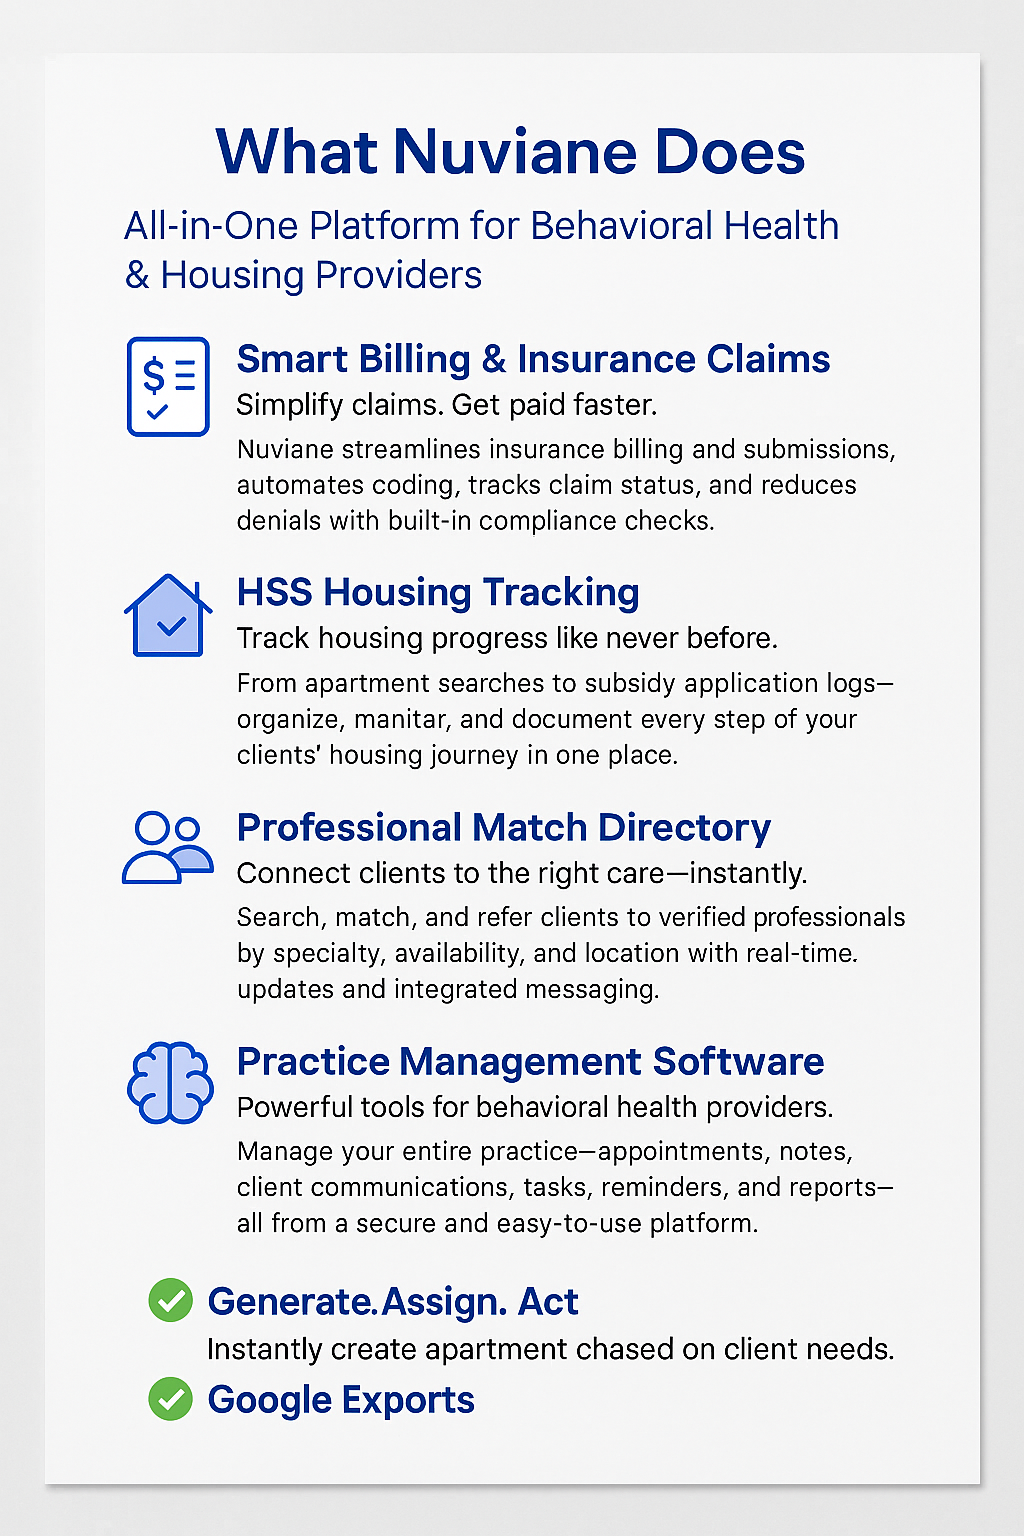 What Nuviane Does
All-in-One Platform for Behavioral Health
& Housing Providers
Smart Billing & Insurance Claims
Simplify claims. Get paid faster.
Nuviane streamlines insurance billing and submissions,
automates coding, tracks claim status, and reduces
denials with built-in compliance checks.
HSS Housing Tracking
Track housing progress like never before.
From apartment searches to subsidy application logs—
organize, manitar, and document every step of your
clients' housing journey in one place.
Professional Match Directory
Connect clients to the right care—instantly.
Search, match, and refer clients to verified professionals
by specialty, availability, and location with real-time.
updates and integrated messaging.
Practice Management Software
Powerful tools for behavioral health providers.
Manage your entire practice—appointments, notes,
client communications, tasks, reminders, and reports—
all from a secure and easy-to-use platform.
Generate.Assign. Act
Instantly create apartment chased on client needs.
Google Exports